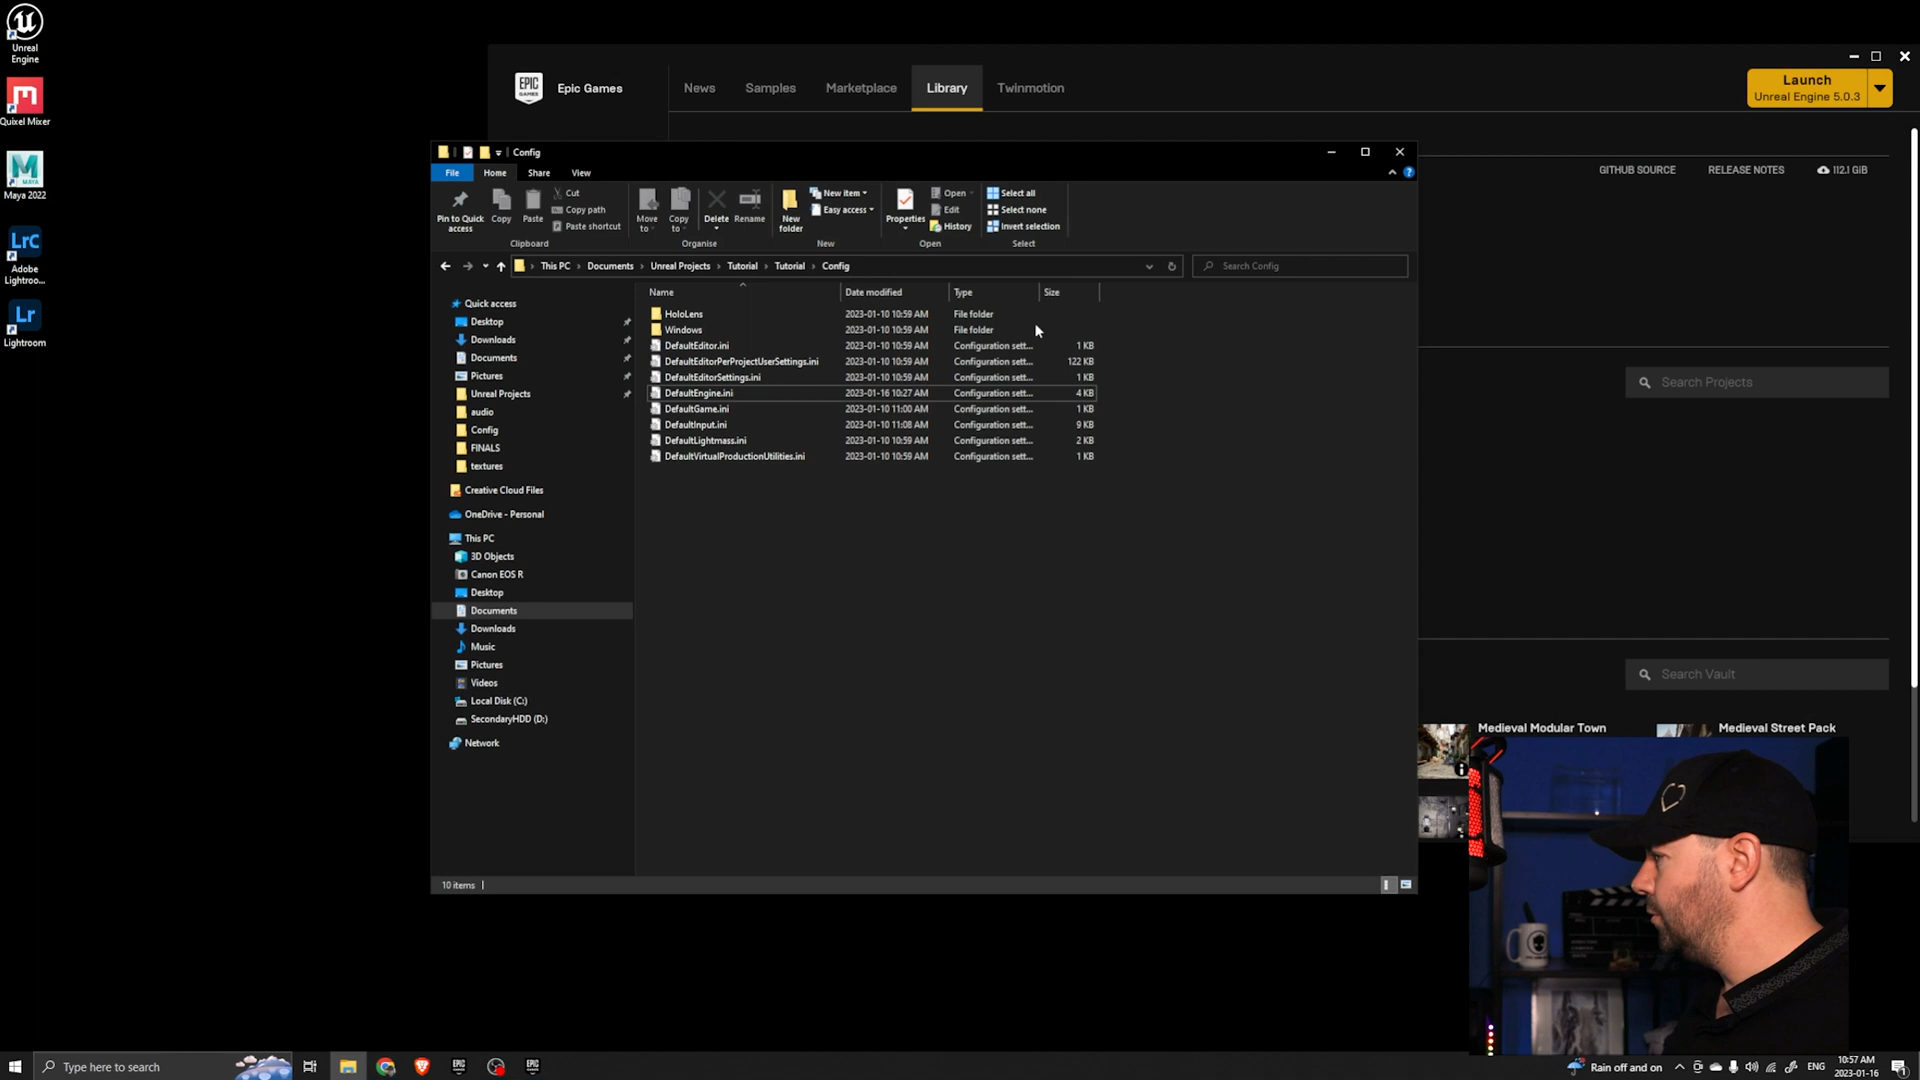 Unreal
Engine
Quixel Mixer
Maya 2022
Adobe
Lightroo...
Lightroom
EPIC
GAMES
Epic Games
News
Samples
Marketplace
Library
Twinmotion
Launch
Unreal Engine 5.0.3
GITHUB SOURCE
RELEASE NOTES
112.1 GiB
Search Projects
Search Vault
Medieval Modular Town
Medieval Street Pack
Config
File
Home
Share
View
Pin to Quick
access
Copy
Paste
Cut
Copy path
Paste shortcut
Clipboard
Move
to
Copy
to
Delete
Rename
Organise
New
folder
New item
Easy access
New
Properties
Open
Edit
History
Open
Select all
Select none
Invert selection
Select
This PC > Documents > Unreal Projects > Tutorial > Tutorial > Config
Search Config
Quick access
Desktop
Downloads
Documents
Pictures
Unreal Projects
audio
Config
FINALS
textures
Creative Cloud Files
OneDrive - Personal
This PC
3D Objects
Canon EOS R
Desktop
Documents
Downloads
Music
Pictures
Videos
Local Disk (C:)
SecondaryHDD (D:)
Network
Name Date modified Type Size
HoloLens 2023-01-10 10:59 AM File folder
Windows 2023-01-10 10:59 AM File folder
DefaultEditor.ini 2023-01-10 10:59 AM Configuration sett... 1 KB
DefaultEditorPerProjectUserSettings.ini 2023-01-10 10:59 AM Configuration sett... 122 KB
DefaultEditorSettings.ini 2023-01-10 10:59 AM Configuration sett... 1 KB
DefaultEngine.ini 2023-01-16 10:27 AM Configuration sett... 4 KB
DefaultGame.ini 2023-01-10 11:00 AM Configuration sett... 1 KB
DefaultInput.ini 2023-01-10 11:08 AM Configuration sett... 9 KB
DefaultLightmass.ini 2023-01-10 10:59 AM Configuration sett... 2 KB
DefaultVirtualProductionUtilities.ini 2023-01-10 10:59 AM Configuration sett... 1 KB
10 items
Type here to search
Rain off and on
ENG
10:57 AM
2023-01-16